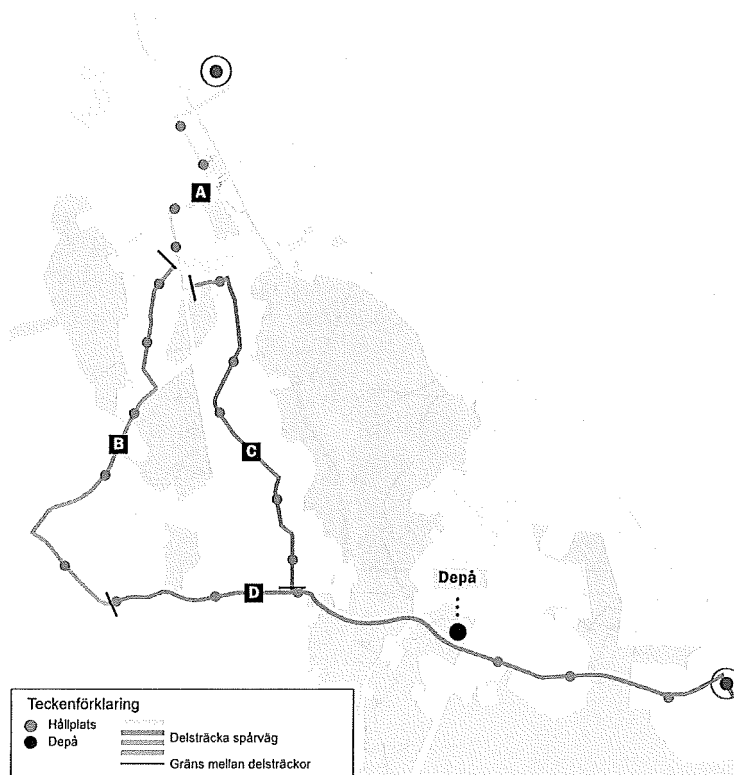 A
B
C
Depå
D
Teckenförklaring
Hållplats
Depå
Delsträcka spårväg
Gräns mellan delsträckor